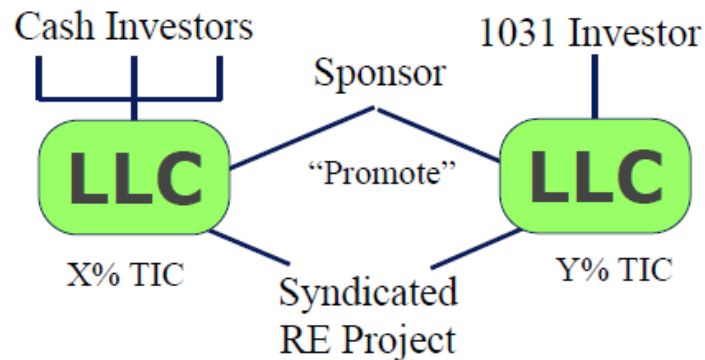 Cash Investors
1031 Investor
Sponsor
LLC
“Promote”
LLC
X% TIC
Y% TIC
Syndicated
RE Project